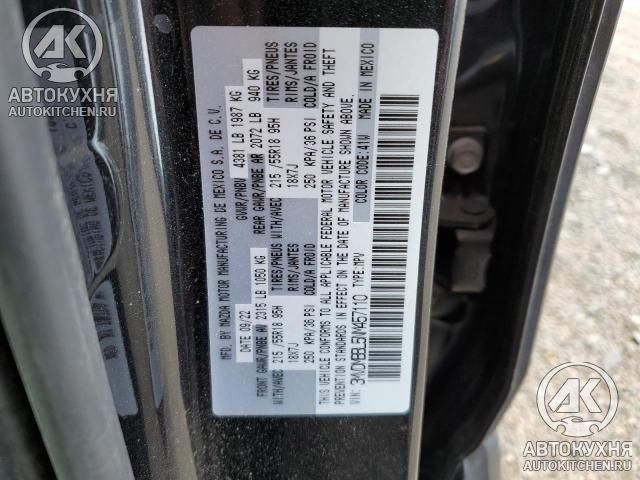 АВТОКУХНЯ
AUTOKITCHEN.RU
MFD. BY MAZDA MOTOR MANUFACTURING DE MEXICO S.A. DE C.V.
DATE 09/22 GVWR/PNBV 4381 LB 1987 KG
FRONT GAWR/PNBE AV 2315 LB 1050 KG REAR GAWR/PNBE AR 2072 LB 940 KG
WITH/AVEC 215 /55R18 95H TIRES/PNEUS WITH/AVEC 215 /55R18 95H TIRES/PNEUS
18X7J RIMS/JANTES 18X7J RIMS/JANTES
250 KPA/36 PSI COLD/A FROID 250 KPA/36 PSI COLD/A FROID
THIS VEHICLE CONFORMS TO ALL APPLICABLE FEDERAL MOTOR VEHICLE SAFETY AND THEFT
PREVENTION STANDARDS IN EFFECT ON THE DATE OF MANUFACTURE SHOWN ABOVE.
VIN: TYPE:MPV COLOR CODE:41W MADE IN MEXICO
АВТОКУХНЯ
AUTOKITCHEN.RU